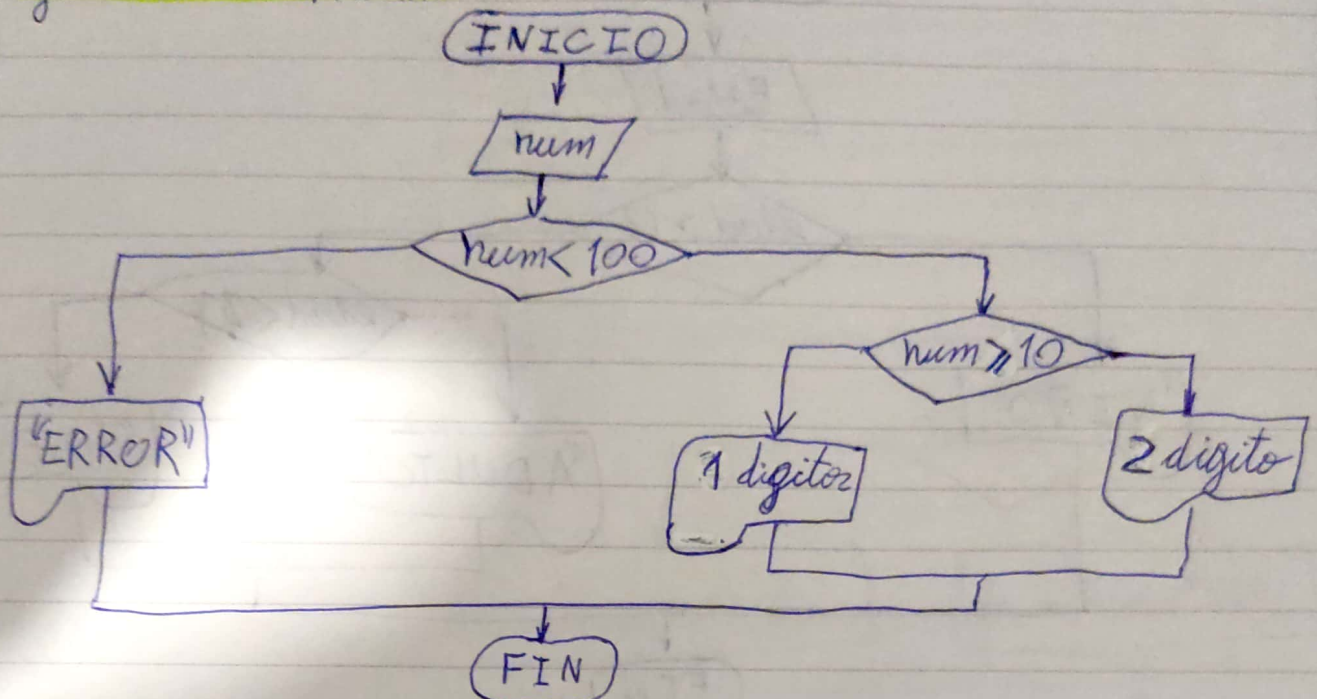 INICIO
num
num < 100
num ≥ 10
"ERROR"
1 digitos
2 digito
FIN